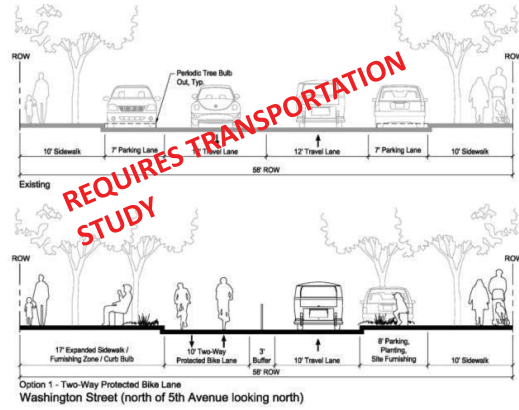 ROW
ROW
Periodic Tree Bulb
Out, Typ.
REQUIRES TRANSPORTATION
STUDY
10' Sidewalk
7' Parking Lane
Travel Lane
12' Travel Lane
7' Parking Lane
10' Sidewalk
56' ROW
Existing
ROW
ROW
17' Expanded Sidewalk /
Furnishing Zone / Curb Bulb
10' Two-Way
Protected Bike Lane
3'
Buffer
10' Travel Lane
8' Parking,
Planting,
Site Furnishing
10' Sidewalk
56' ROW
Option 1 - Two-Way Protected Bike Lane
Washington Street (north of 5th Avenue looking north)